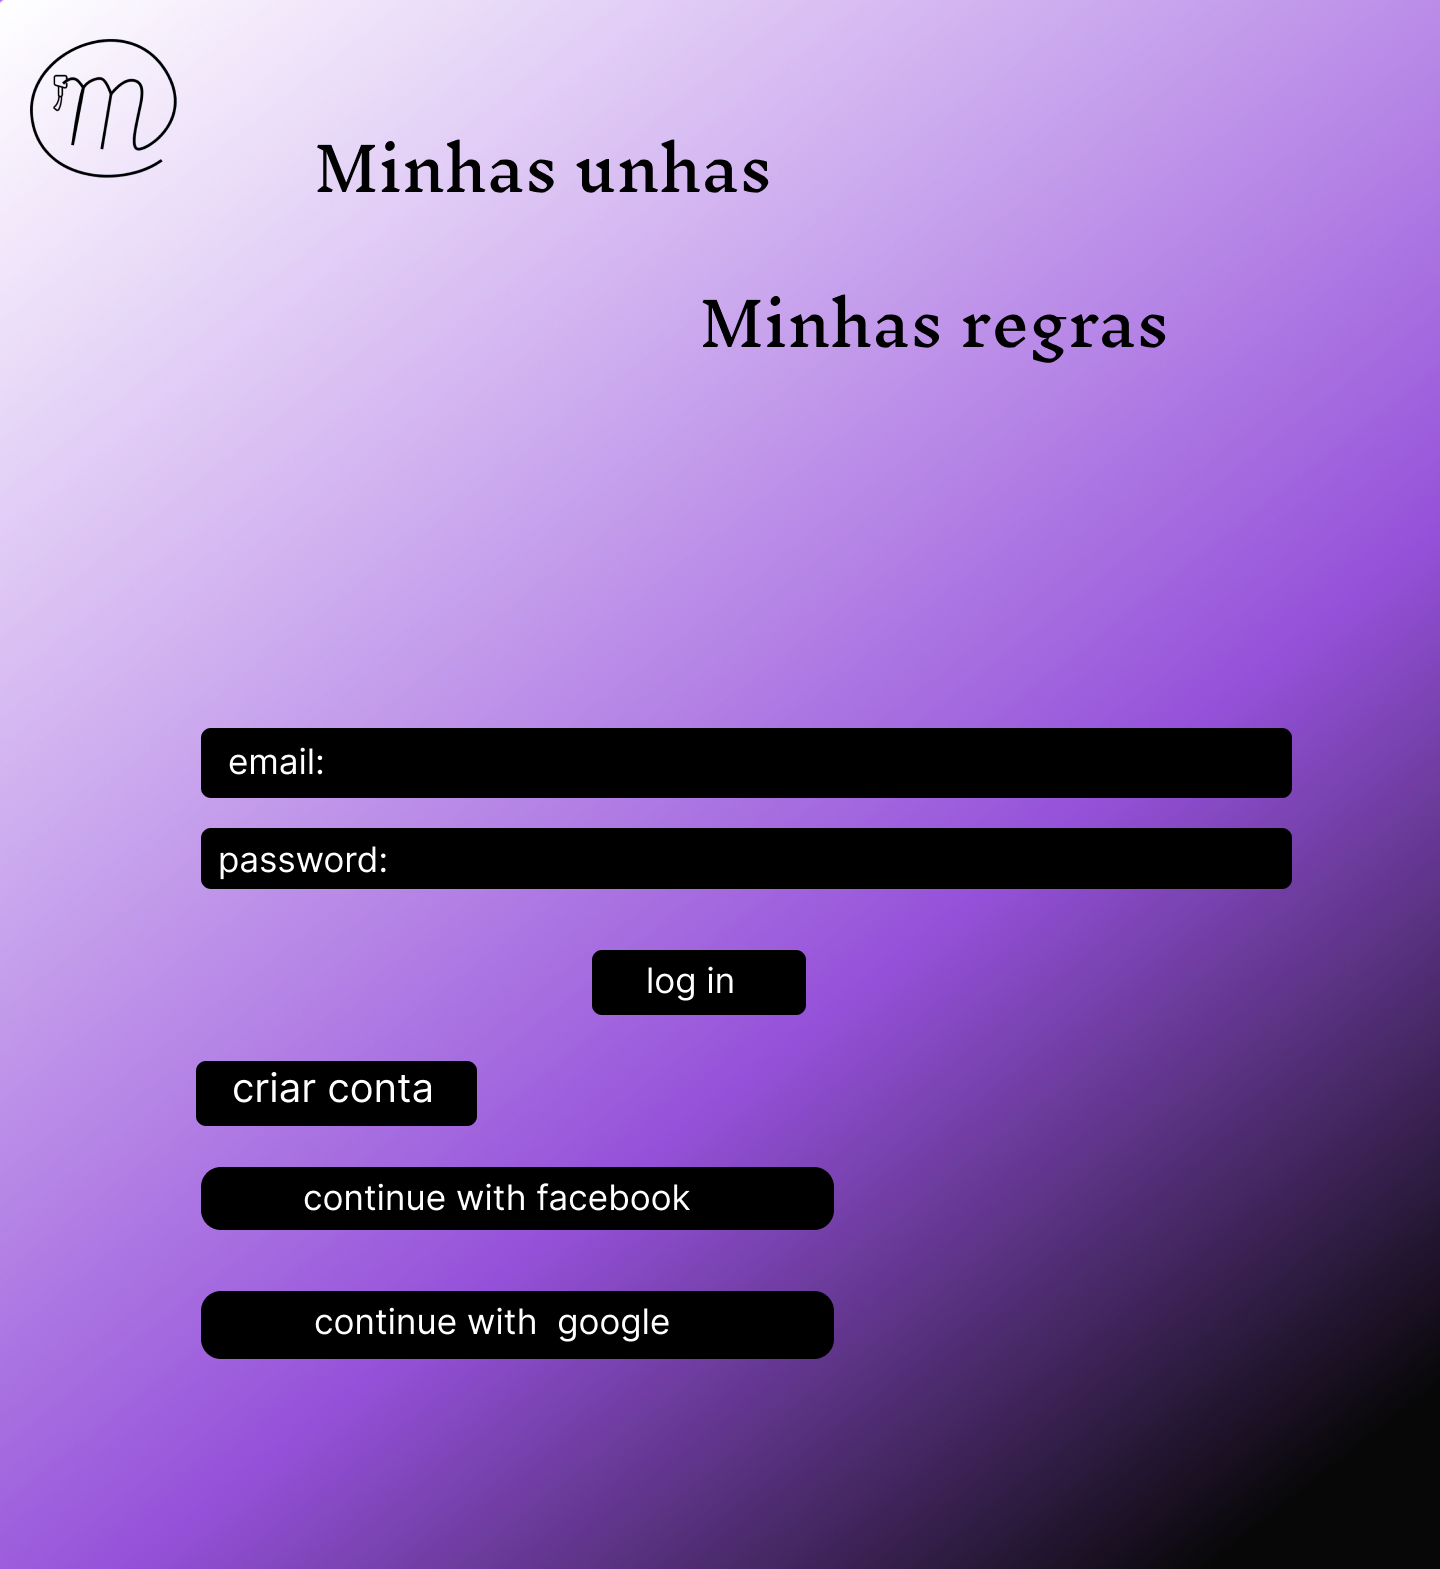 m
Minhas unhas
Minhas regras
email:
password:
log in
criar conta
continue with facebook
continue with  google